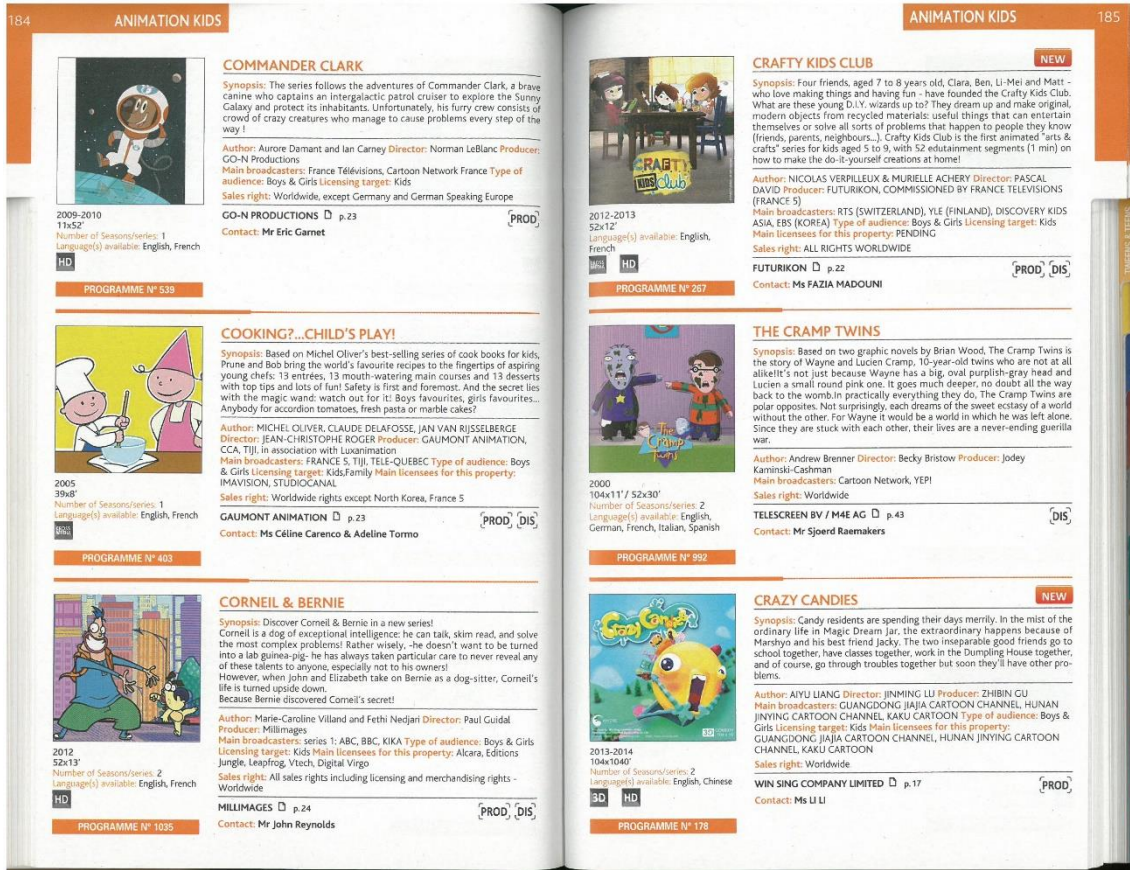 184
ANIMATION KIDS
COMMANDER CLARK
Synopsis: The series follows the adventures of Commander Clark, a brave
canine who captains an intergalactic patrol cruiser to explore the Sunny
Galaxy and protect its inhabitants. Unfortunately, his furry crew consists of
crowd of crazy creatures who manage to cause problems every step of the
way !
Author: Aurore Damant and Ian Carney Director: Norman LeBlanc Producer:
GO-N Productions
Main broadcasters: France Télévisions, Cartoon Network France Type of
audience: Boys & Girls Licensing target: Kids
Sales right: Worldwide, except Germany and German Speaking Europe
GO-N PRODUCTIONS p.23
PROD
Contact: Mr Eric Garnet
2009-2010
11x52'
Number of Seasons/series: 1
Language(s) available: English, French
HD
PROGRAMME N° 539
COOKING?...CHILD'S PLAY!
Synopsis: Based on Michel Oliver's best-selling series of cook books for kids,
Prune and Bob bring the world's favourite recipes to the fingertips of aspiring
young chefs: 13 entrées, 13 mouth-watering main courses and 13 desserts
with top tips and lots of fun! Safety is first and foremost. And the secret lies
with the magic wand: watch out for it! Boys favourites, girls favourites...
Anybody for accordion tomatoes, fresh pasta or marble cakes?
Author: MICHEL OLIVER, CLAUDE DELAFOSSE, JAN VAN RIJSSELBERGE
Director: JEAN-CHRISTOPHE ROGER Producer: GAUMONT ANIMATION,
CCA, TIJI, in association with Luxanimation
Main broadcasters: FRANCE 5, TIJI, TELE-QUEBEC Type of audience: Boys
& Girls Licensing target: Kids,Family Main licensees for this property:
IMAVISION, STUDIOCANAL
Sales right: Worldwide rights except North Korea, France 5
GAUMONT ANIMATION p.23
PROD DIS
Contact: Ms Céline Carenco & Adeline Tormo
2005
39x8'
Number of Seasons/series: 1
Language(s) available: English, French
PROGRAMME N° 403
CORNEIL & BERNIE
Synopsis: Discover Corneil & Bernie in a new series!
Corneil is a dog of exceptional intelligence: he can talk, skim read, and solve
the most complex problems! Rather wisely, -he doesn't want to be turned
into a lab guinea-pig- he has always taken particular care to never reveal any
of these talents to anyone, especially not to his owners!
However, when John and Elizabeth take on Bernie as a dog-sitter, Corneil's
life is turned upside down.
Because Bernie discovered Corneil's secret!
Author: Marie-Caroline Villand and Fethi Nedjari Director: Paul Guidal
Producer: Millimages
Main broadcasters: series 1: ABC, BBC, KIKA Type of audience: Boys & Girls
Licensing target: Kids Main licensees for this property: Alcara, Editions
Jungle, Leapfrog, Vtech, Digital Virgo
Sales right: All sales rights including licensing and merchandising rights -
Worldwide
MILLIMAGES p.24
PROD DIS
Contact: Mr John Reynolds
2012
52x13'
Number of Seasons/series: 2
Language(s) available: English, French
HD
PROGRAMME N° 1035
ANIMATION KIDS
185
CRAFTY KIDS CLUB
NEW
Synopsis: Four friends, aged 7 to 8 years old, Clara, Ben, Li-Mei and Matt -
who love making things and having fun - have founded the Crafty Kids Club.
What are these young D.I.Y. wizards up to? They dream up and make original,
modern objects from recycled materials: useful things that can entertain
themselves or solve all sorts of problems that happen to people they know
(friends, parents, neighbours...). Crafty Kids Club is the first animated "arts &
crafts" series for kids aged 5 to 9, with 52 edutainment segments (1 min) on
how to make the do-it-yourself creations at home!
Author: NICOLAS VERPILLEUX & MURIELLE ACHERY Director: PASCAL
DAVID Producer: FUTURIKON, COMMISSIONED BY FRANCE TELEVISIONS
(FRANCE 5)
Main broadcasters: RTS (SWITZERLAND), YLE (FINLAND), DISCOVERY KIDS
ASIA, EBS (KOREA) Type of audience: Boys & Girls Licensing target: Kids
Main licensees for this property: PENDING
Sales right: ALL RIGHTS WORLDWIDE
FUTURIKON p.22
PROD DIS
Contact: Ms FAZIA MADOUNI
CRAFTY
KIDS Club
2012-2013
52x12'
Language(s) available: English,
French
HD
PROGRAMME N° 267
THE CRAMP TWINS
Synopsis: Based on two graphic novels by Brian Wood, The Cramp Twins is
the story of Wayne and Lucien Cramp, 10-year-old twins who are not at all
alike!It's not just because Wayne has a big, oval purplish-gray head and
Lucien a small round pink one. It goes much deeper, no doubt all the way
back to the womb.In practically everything they do, The Cramp Twins are
polar opposites. Not surprisingly, each dreams of the sweet ecstasy of a world
without the other. For Wayne it would be a world in which he was left alone.
Since they are stuck with each other, their lives are a never-ending guerilla
war.
Author: Andrew Brenner Director: Becky Bristow Producer: Jodey
Kaminski-Cashman
Main broadcasters: Cartoon Network, YEP!
Sales right: Worldwide
TELESCREEN BV / M4E AG p.43
DIS
Contact: Mr Sjoerd Raemakers
The
Cramp
Twins
2000
104x11'/ 52x30'
Number of Seasons/series: 2
Language(s) available: English,
German, French, Italian, Spanish
PROGRAMME N° 992
CRAZY CANDIES
NEW
Synopsis: Candy residents are spending their days merrily. In the mist of the
ordinary life in Magic Dream Jar, the extraordinary happens because of
Marshyo and his best friend Jacky. The two inseparable good friends go to
school together, have classes together, work in the Dumpling House together,
and of course, go through troubles together but soon they'll have other pro-
blems.
Author: AIYU LIANG Director: JINMING LU Producer: ZHIBIN GU
Main broadcasters: GUANGDONG JIAJIA CARTOON CHANNEL, HUNAN
JINYING CARTOON CHANNEL, KAKU CARTOON Type of audience: Boys &
Girls Licensing target: Kids Main licensees for this property:
GUANGDONG JIAJIA CARTOON CHANNEL, HUNAN JINYING CARTOON
CHANNEL, KAKU CARTOON
Sales right: Worldwide
WIN SING COMPANY LIMITED p.17
PROD
Contact: Ms LI LI
Crazy Candies
3D
2013-2014
104x1040'
Number of Seasons/series: 2
Language(s) available: English, Chinese
3D HD
PROGRAMME N° 178